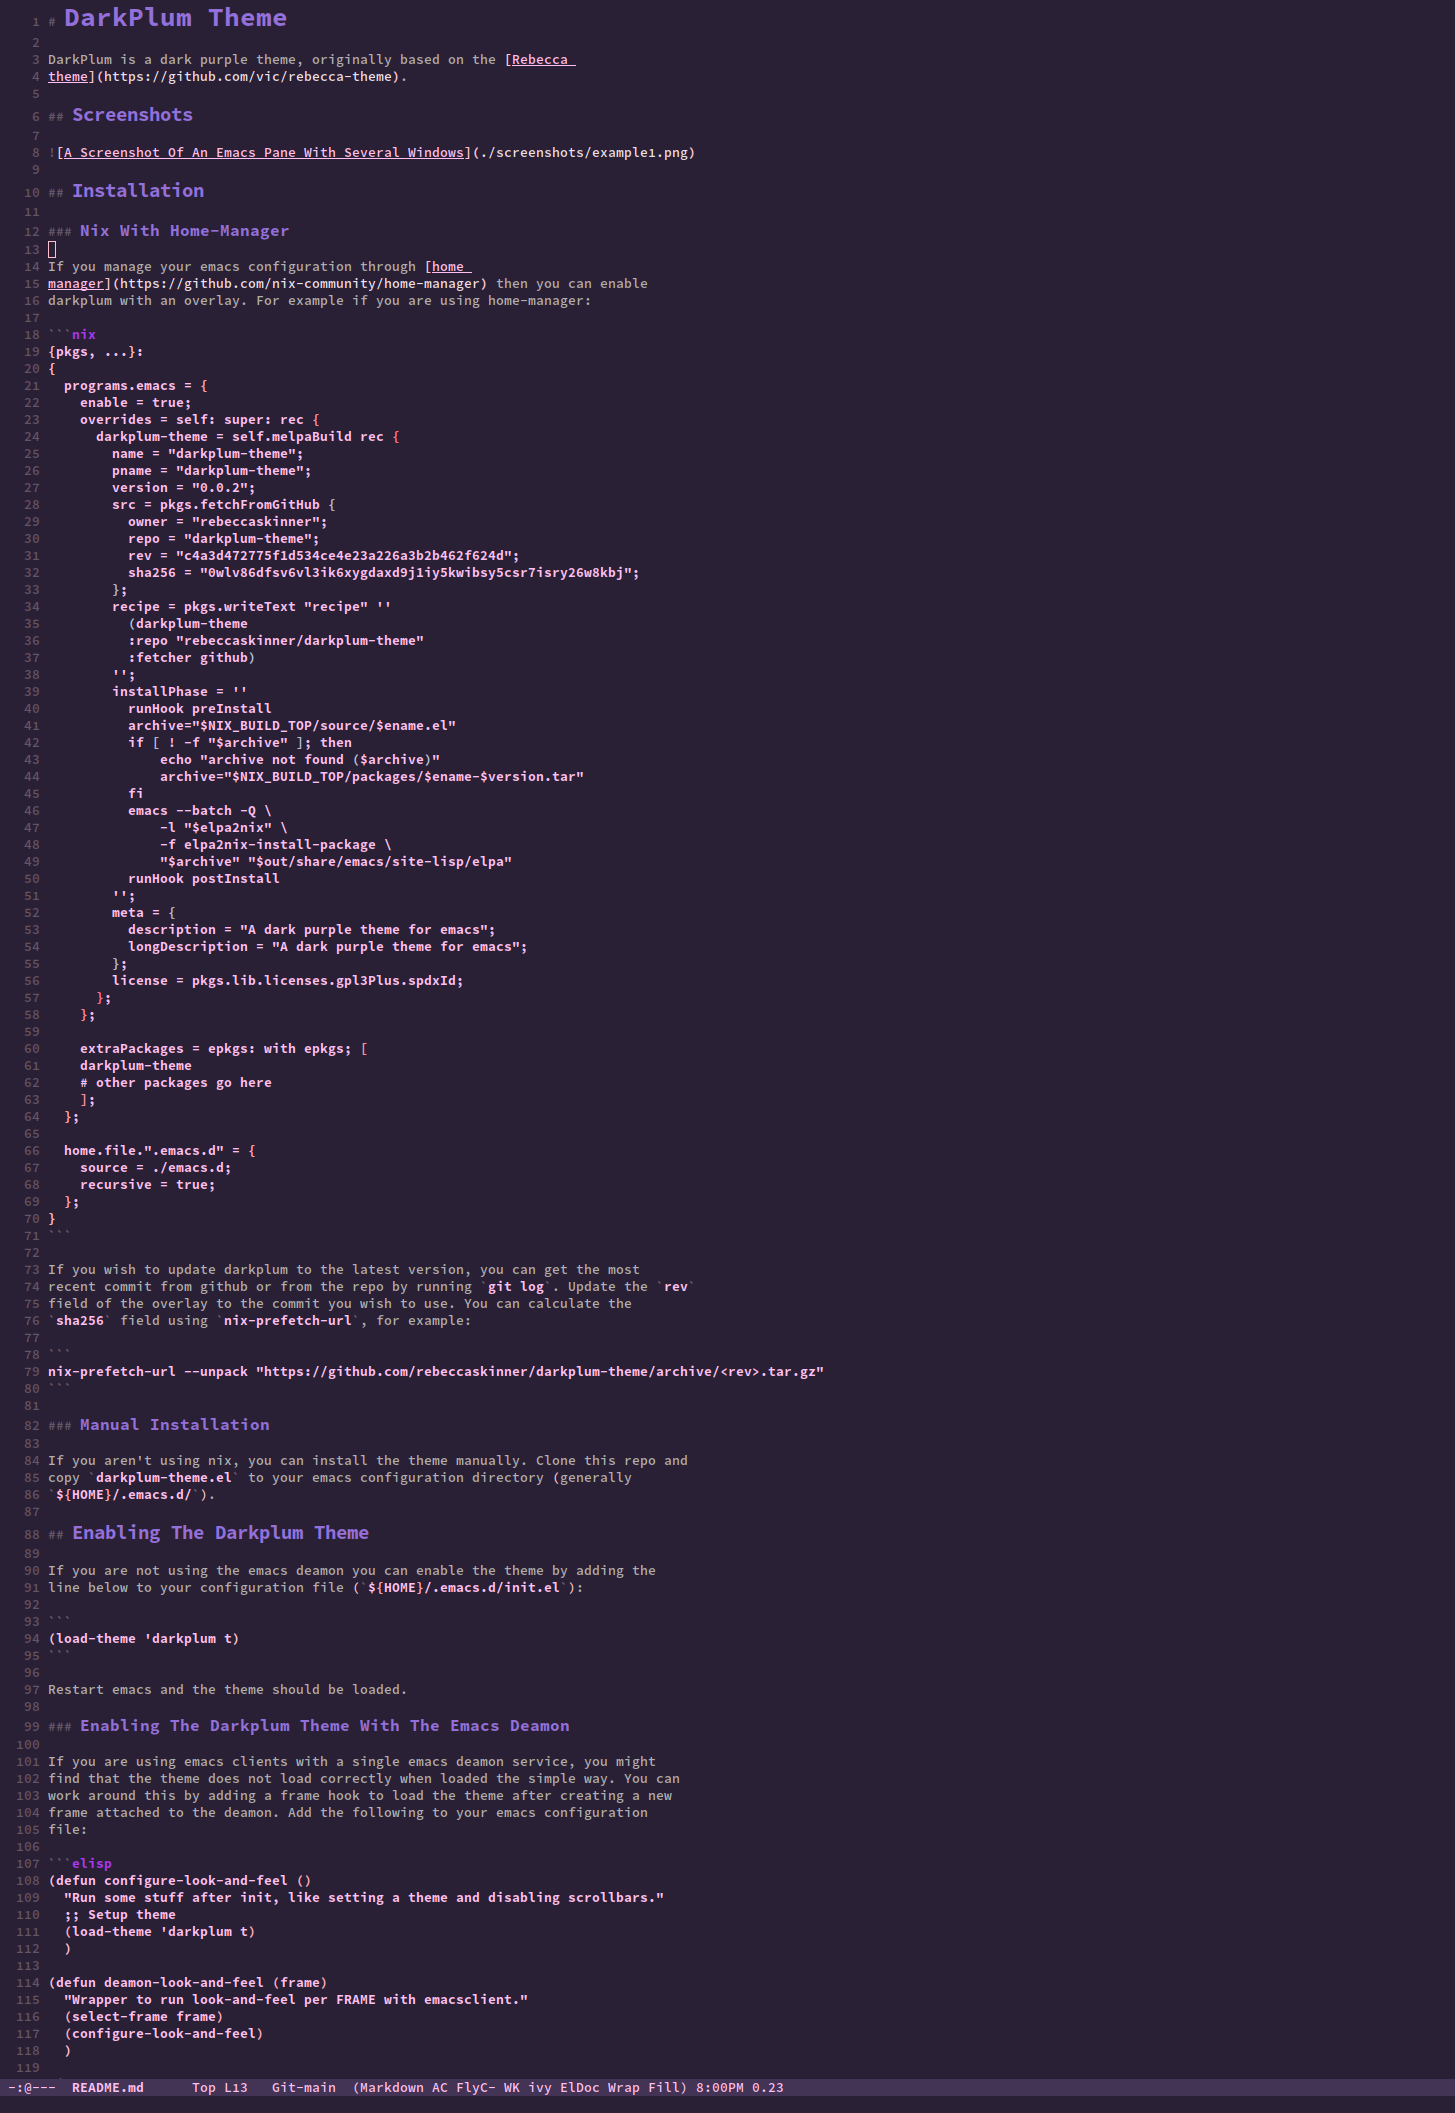 1 # DarkPlum Theme
2
3 DarkPlum is a dark purple theme, originally based on the [Rebecca
4 theme](https://github.com/vic/rebecca-theme).
5
6 ## Screenshots
7
8 ![A Screenshot Of An Emacs Pane With Several Windows](./screenshots/example1.png)
9
10 ## Installation
11
12 ### Nix With Home-Manager
13
14 If you manage your emacs configuration through [home
15 manager](https://github.com/nix-community/home-manager) then you can enable
16 darkplum with an overlay. For example if you are using home-manager:
17
18 ```nix
19 {pkgs, ...}:
20 {
21   programs.emacs = {
22     enable = true;
23     overrides = self: super: rec {
24       darkplum-theme = self.melpaBuild rec {
25         name = "darkplum-theme";
26         pname = "darkplum-theme";
27         version = "0.0.2";
28         src = pkgs.fetchFromGitHub {
29           owner = "rebeccaskinner";
30           repo = "darkplum-theme";
31           rev = "c4a3d472775f1d534ce4e23a226a3b2b462f624d";
32           sha256 = "0wlv86dfsv6vl3ik6xygdaxd9j1iy5kwibsy5csr7isry26w8kbj";
33         };
34         recipe = pkgs.writeText "recipe" ''
35           (darkplum-theme
36           :repo "rebeccaskinner/darkplum-theme"
37           :fetcher github)
38         '';
39         installPhase = ''
40           runHook preInstall
41           archive="$NIX_BUILD_TOP/source/$ename.el"
42           if [ ! -f "$archive" ]; then
43               echo "archive not found ($archive)"
44               archive="$NIX_BUILD_TOP/packages/$ename-$version.tar"
45           fi
46           emacs --batch -Q \
47               -l "$elpa2nix" \
48               -f elpa2nix-install-package \
49               "$archive" "$out/share/emacs/site-lisp/elpa"
50           runHook postInstall
51         '';
52         meta = {
53           description = "A dark purple theme for emacs";
54           longDescription = "A dark purple theme for emacs";
55         };
56         license = pkgs.lib.licenses.gpl3Plus.spdxId;
57       };
58     };
59
60     extraPackages = epkgs: with epkgs; [
61     darkplum-theme
62     # other packages go here
63     ];
64   };
65
66   home.file.".emacs.d" = {
67     source = ./emacs.d;
68     recursive = true;
69   };
70 }
71 ```
72
73 If you wish to update darkplum to the latest version, you can get the most
74 recent commit from github or from the repo by running `git log`. Update the `rev`
75 field of the overlay to the commit you wish to use. You can calculate the
76 `sha256` field using `nix-prefetch-url`, for example:
77
78 ```
79 nix-prefetch-url --unpack "https://github.com/rebeccaskinner/darkplum-theme/archive/<rev>.tar.gz"
80 ```
81
82 ### Manual Installation
83
84 If you aren't using nix, you can install the theme manually. Clone this repo and
85 copy `darkplum-theme.el` to your emacs configuration directory (generally
86 `${HOME}/.emacs.d/`).
87
88 ## Enabling The Darkplum Theme
89
90 If you are not using the emacs deamon you can enable the theme by adding the
91 line below to your configuration file (`${HOME}/.emacs.d/init.el`):
92
93 ```
94 (load-theme 'darkplum t)
95 ```
96
97 Restart emacs and the theme should be loaded.
98
99 ### Enabling The Darkplum Theme With The Emacs Deamon
100
101 If you are using emacs clients with a single emacs deamon service, you might
102 find that the theme does not load correctly when loaded the simple way. You can
103 work around this by adding a frame hook to load the theme after creating a new
104 frame attached to the deamon. Add the following to your emacs configuration
105 file:
106
107 ```elisp
108 (defun configure-look-and-feel ()
109   "Run some stuff after init, like setting a theme and disabling scrollbars."
110   ;; Setup theme
111   (load-theme 'darkplum t)
112   )
113
114 (defun deamon-look-and-feel (frame)
115   "Wrapper to run look-and-feel per FRAME with emacsclient."
116   (select-frame frame)
117   (configure-look-and-feel)
118   )
119
-:@--- README.md Top L13 Git-main (Markdown AC FlyC- WK ivy ElDoc Wrap Fill) 8:00PM 0.23